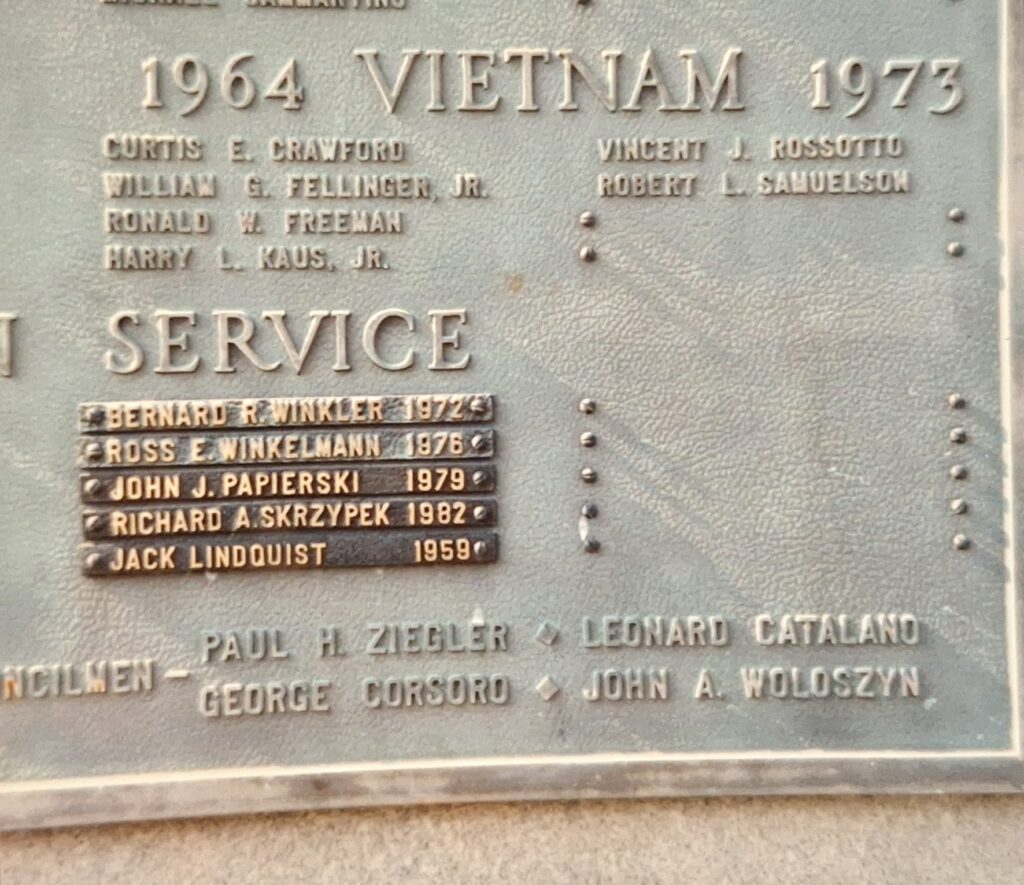 1964 VIETNAM 1973
CURTIS E. CRAWFORD
WILLIAM G. FELLINGER, JR.
RONALD W. FREEMAN
HARRY L. KAUS, JR.
VINCENT J. ROSSOTTO
ROBERT L. SAMUELSON
N SERVICE
BERNARD R. WINKLER 1972
ROSS E. WINKELMANN 1976
JOHN J. PAPIERSKI 1979
RICHARD A. SKRZYPEK 1982
JACK LINDQUIST 1959
NCILMEN – PAUL H. ZIEGLER ◆ LEONARD CATALANO
GEORGE CORSORO ◆ JOHN A. WOLOSZYN